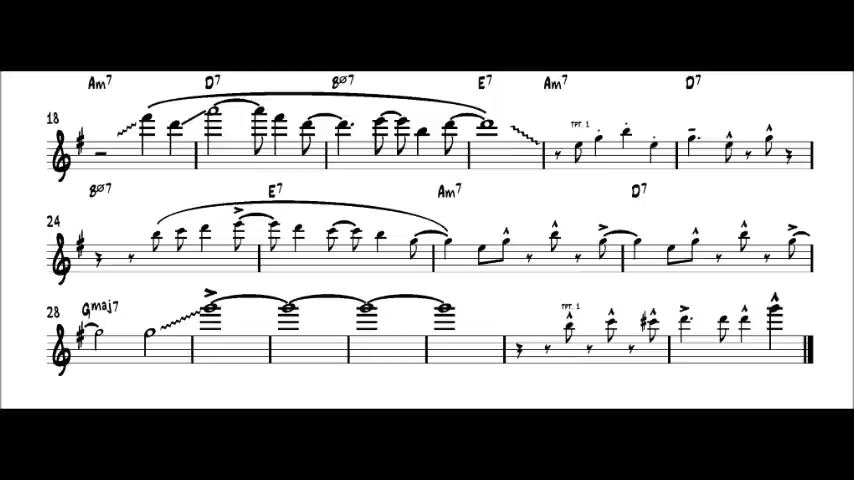 Am7 D7 Bø7 E7 Am7 D7
18
TPT. 1
Bø7 E7 Am7 D7
24
28 Gmaj7
TPT. 1